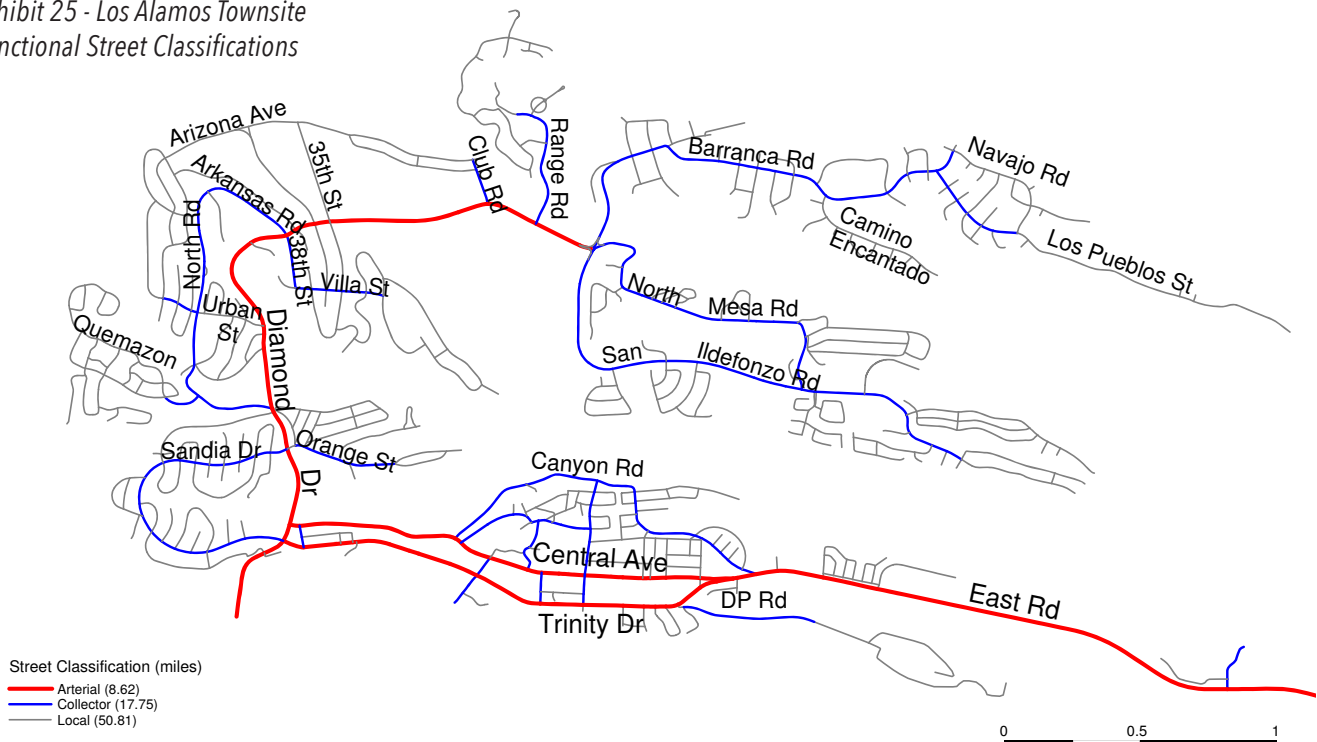 hibit 25 - Los Alamos Townsite
nctional Street Classifications
Arizona Ave
35th St
Club Rd
Range Rd
Barranca Rd
Navajo Rd
Arkansas Rd
North Rd
38th St
Villa St
Camino
Encantado
Los Pueblos St
Urban
St
Diamond
Dr
Quemazon
North Mesa Rd
San Ildefonzo Rd
Sandia Dr
Orange St
Canyon Rd
Central Ave
Trinity Dr
DP Rd
East Rd
Street Classification (miles)
Arterial (8.62)
Collector (17.75)
Local (50.81)
0 0.5 1